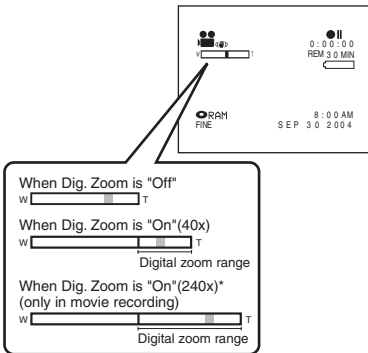 0:00:00
REM 30 MIN
W T
RAM
FINE
8:00AM
SEP 30 2004
When Dig. Zoom is "Off"
W T
When Dig. Zoom is "On"(40x)
W T
Digital zoom range
When Dig. Zoom is "On"(240x)*
(only in movie recording)
W T
Digital zoom range